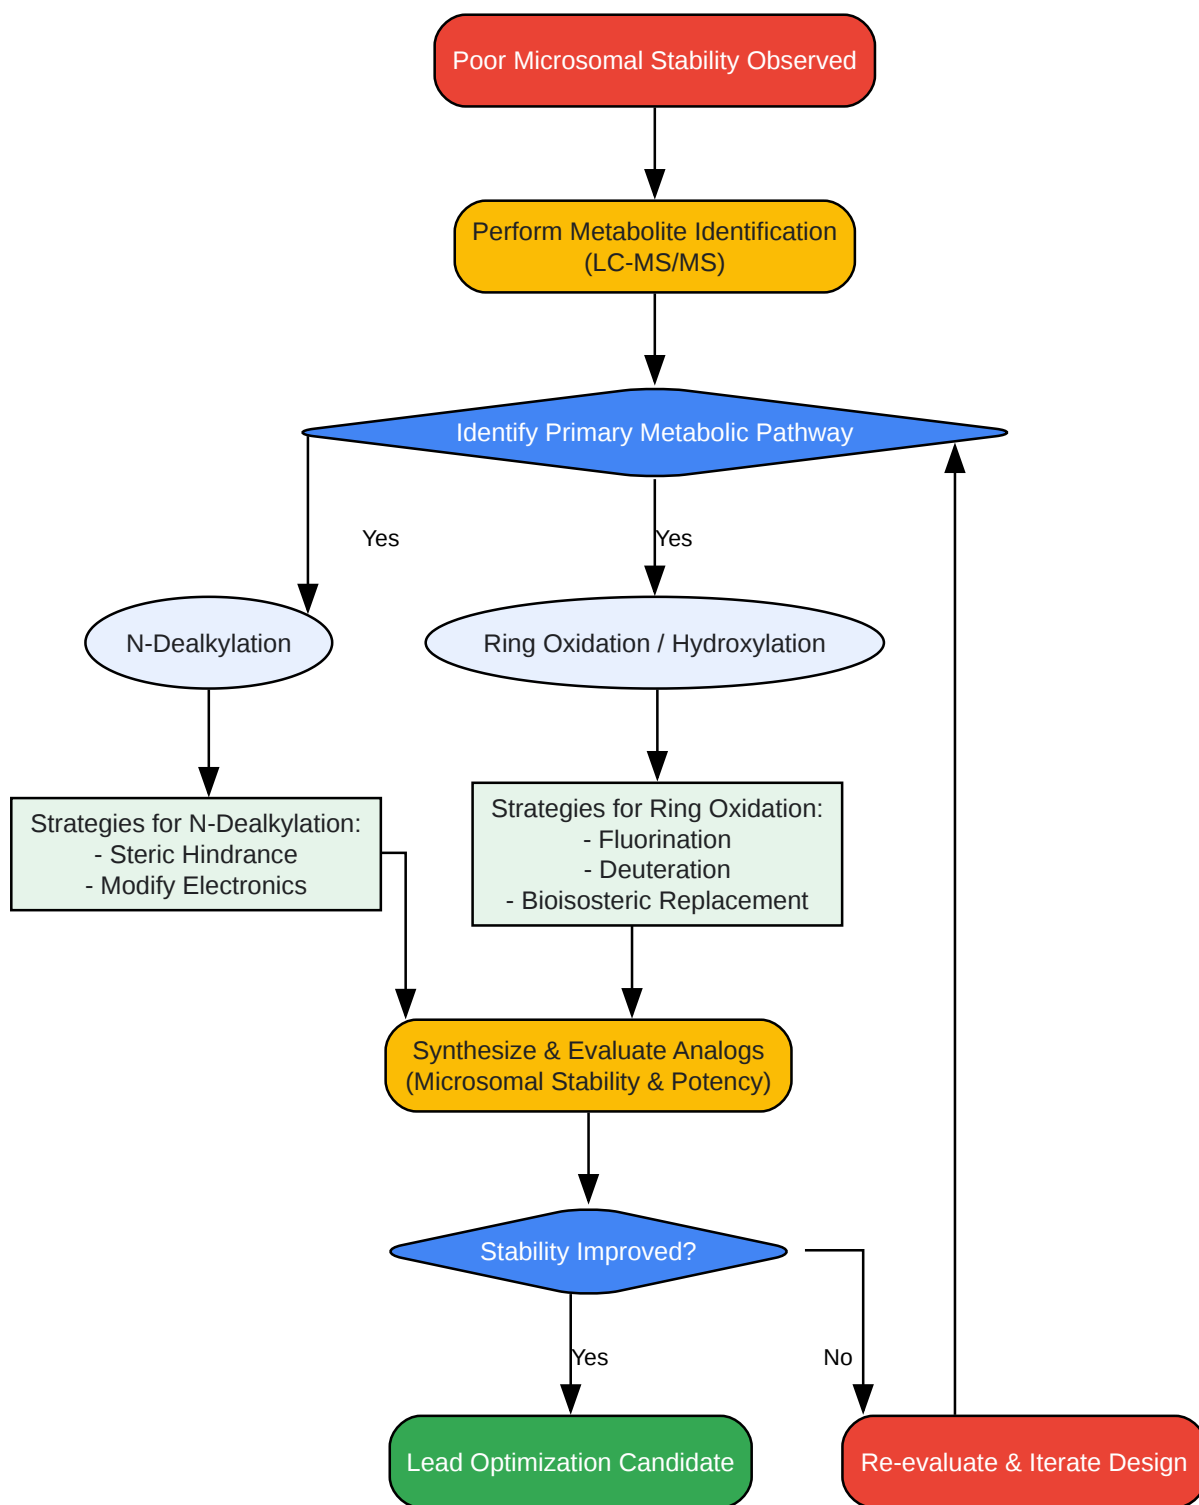 Poor Microsomal Stability Observed
Perform Metabolite Identification
(LC-MS/MS)
Identify Primary Metabolic Pathway
Yes
Yes
N-Dealkylation
Ring Oxidation / Hydroxylation
Strategies for N-Dealkylation:
- Steric Hindrance
- Modify Electronics
Strategies for Ring Oxidation:
- Fluorination
- Deuteration
- Bioisosteric Replacement
Synthesize & Evaluate Analogs
(Microsomal Stability & Potency)
Stability Improved?
Yes
No
Lead Optimization Candidate
Re-evaluate & Iterate Design